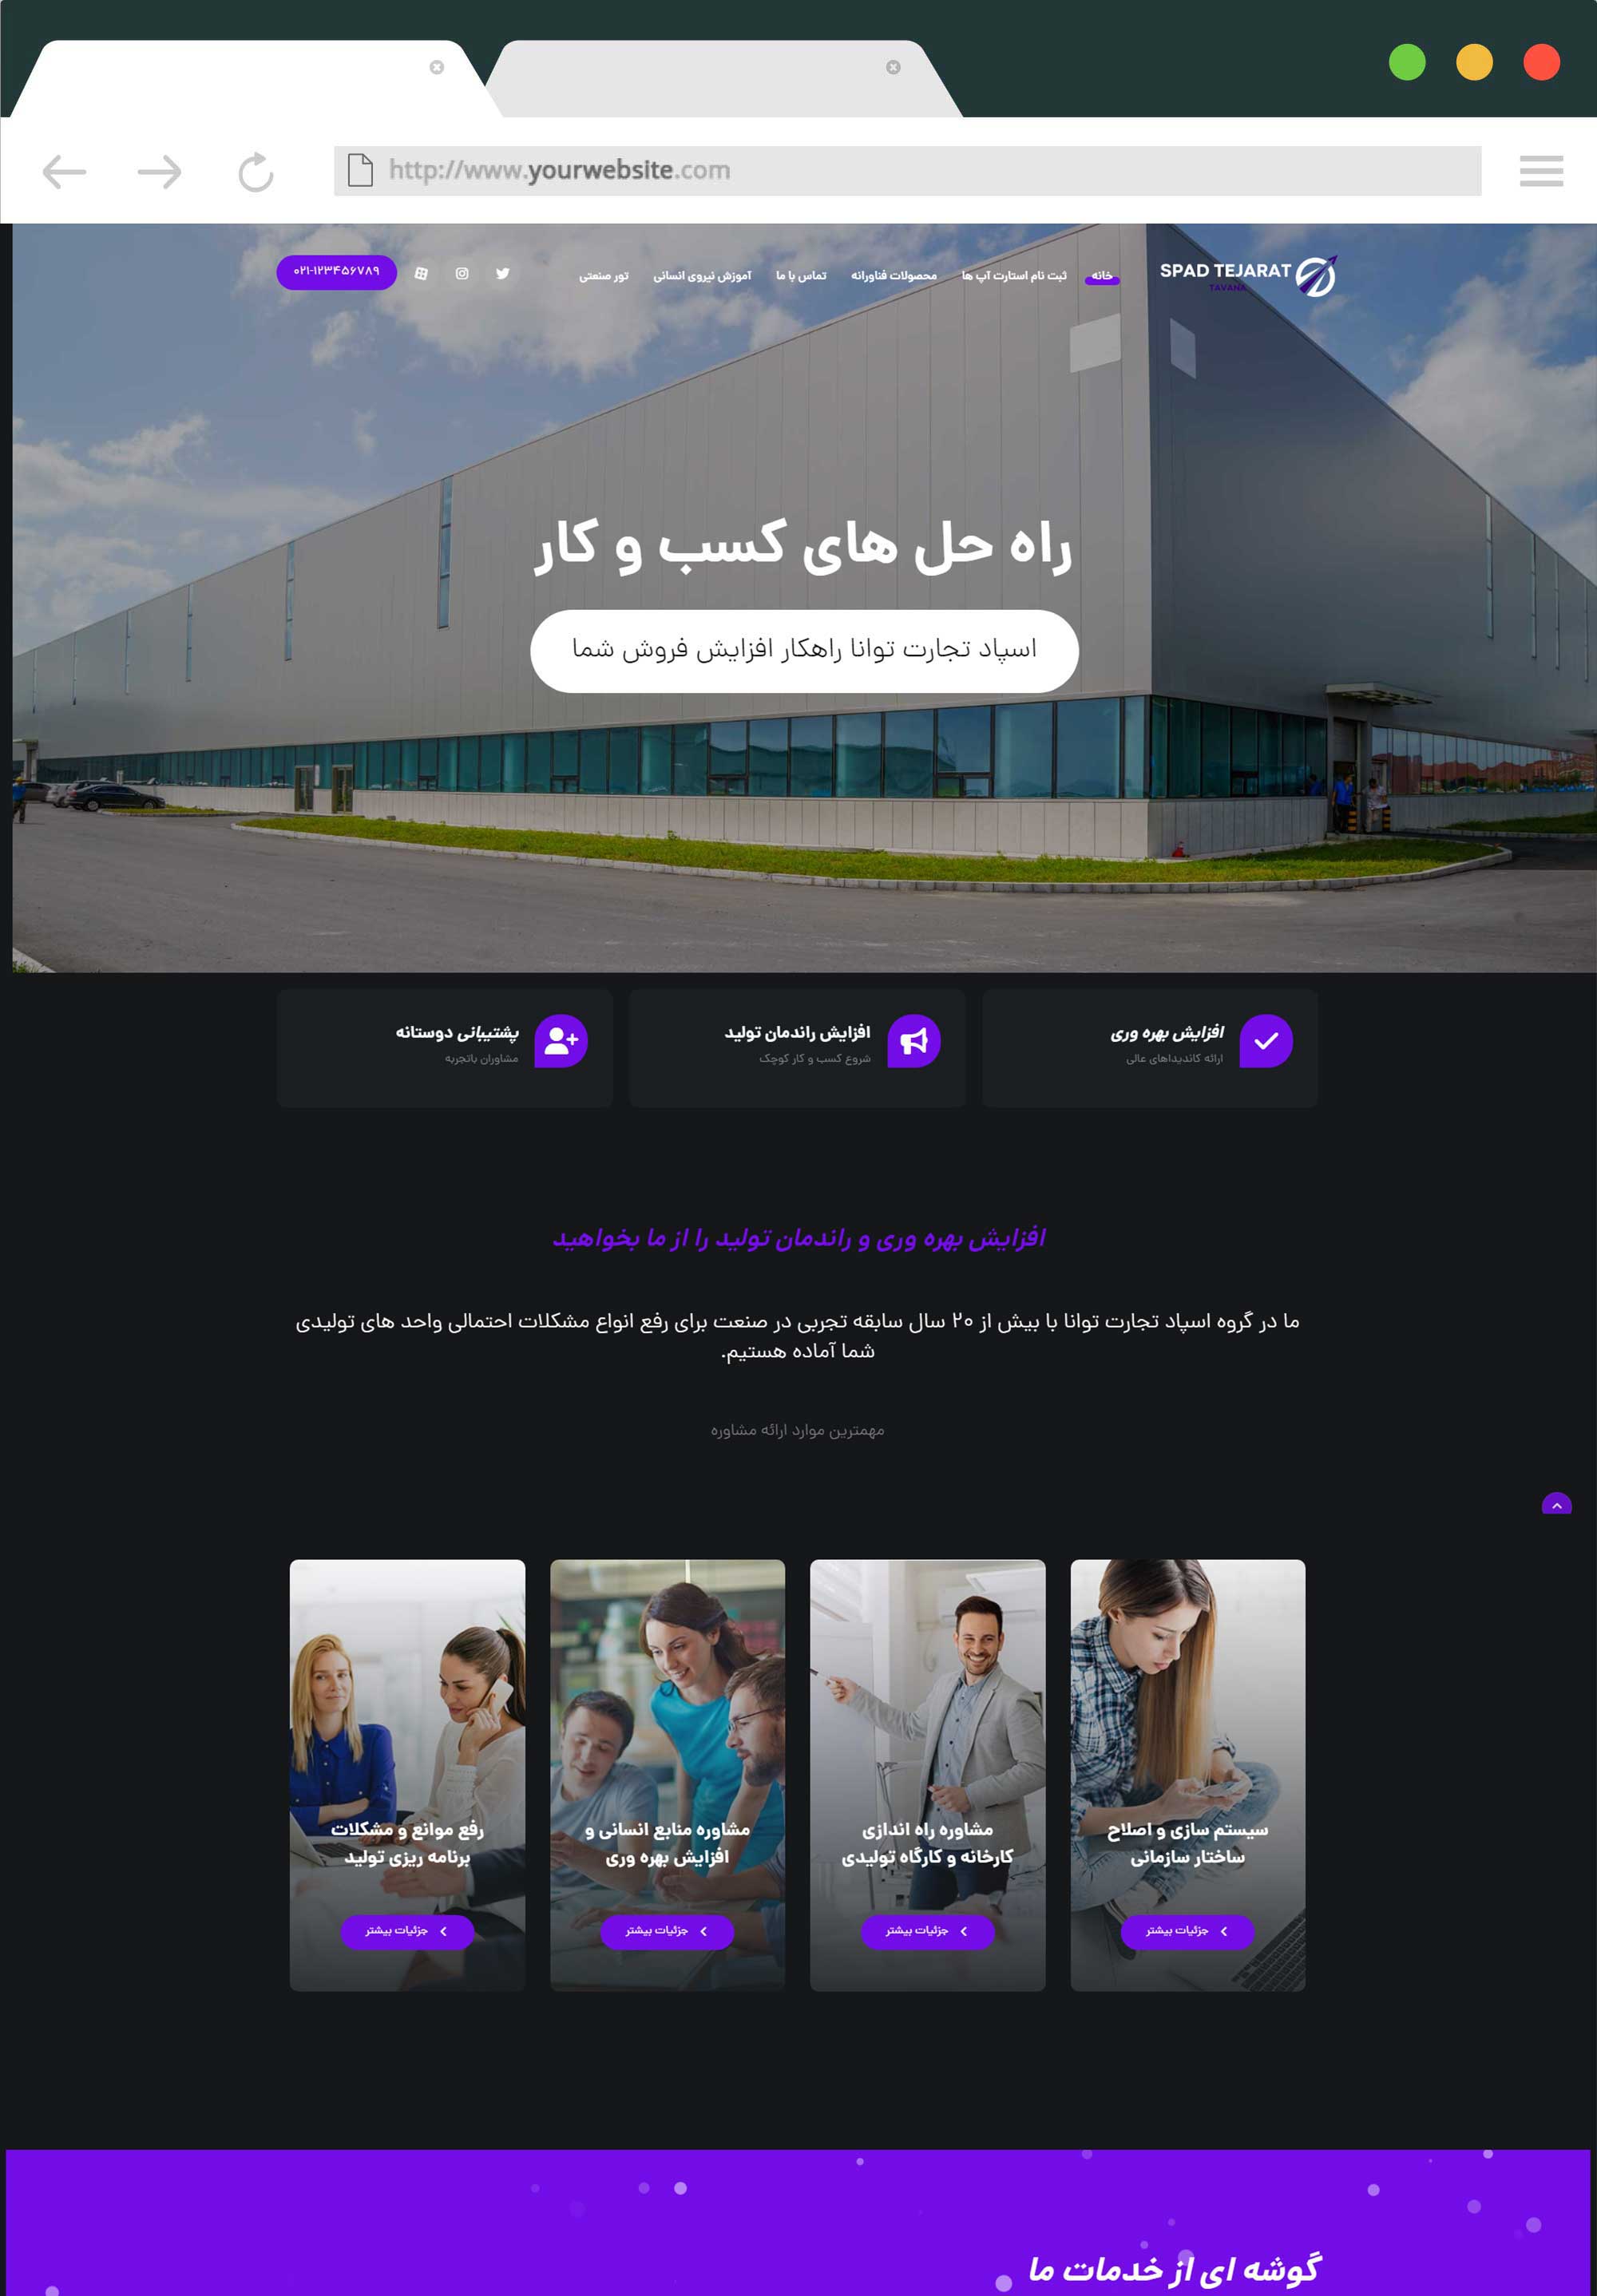 http://www.yourwebsite.com
SPAD TEJARAT
TAVANA
خانه
ثبت نام استارت آپ ها
محصولات فناورانه
تماس با ما
آموزش نیروی انسانی
تور صنعتی
۰۲۱-۱۲۳۴۵۶۷۸۹
راه حل های کسب و کار
اسپاد تجارت توانا راهکار افزایش فروش شما
افزایش بهره وری
ارائه کاندیداهای عالی
افزایش راندمان تولید
شروع کسب و کار کوچک
پشتیبانی دوستانه
مشاوران باتجربه
افزایش بهره وری و راندمان تولید را از ما بخواهید
ما در گروه اسپاد تجارت توانا با بیش از ۲۰ سال سابقه تجربی در صنعت برای رفع انواع مشکلات احتمالی واحد های تولیدی
شما آماده هستیم.
مهمترین موارد ارائه مشاوره
سیستم سازی و اصلاح
ساختار سازمانی
جزئیات بیشتر
مشاوره راه اندازی
کارخانه و کارگاه تولیدی
جزئیات بیشتر
مشاوره منابع انسانی و
افزایش بهره وری
جزئیات بیشتر
رفع موانع و مشکلات
برنامه ریزی تولید
جزئیات بیشتر
گوشه ای از خدمات ما